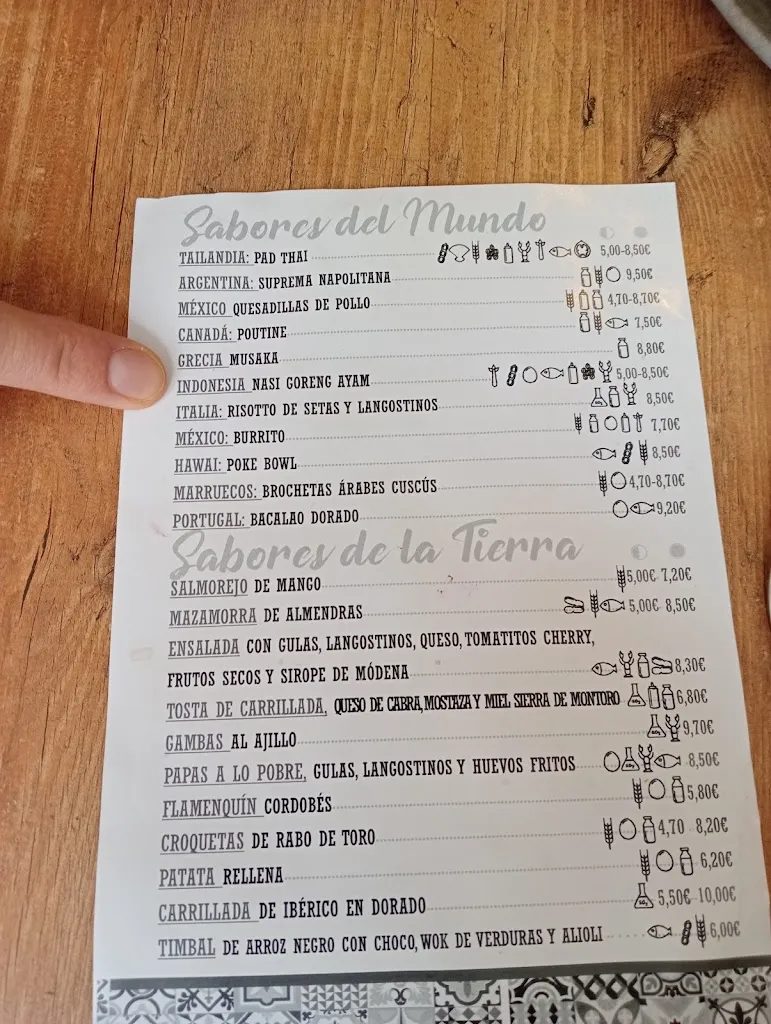 Sabores del Mundo
TAILANDIA: PAD THAI 5,00-8,50€
ARGENTINA: SUPREMA NAPOLITANA 9,50€
MÉXICO QUESADILLAS DE POLLO 4,70-8,70€
CANADÁ: POUTINE 7,50€
GRECIA MUSAKA 8,80€
INDONESIA NASI GORENG AYAM 5,00-8,50€
ITALIA: RISOTTO DE SETAS Y LANGOSTINOS 8,50€
MÉXICO: BURRITO 7,70€
HAWAI: POKE BOWL 8,50€
MARRUECOS: BROCHETAS ÁRABES CUSCÚS 4,70-8,70€
PORTUGAL: BACALAO DORADO 9,20€
Sabores de la Tierra
SALMOREJO DE MANGO 5,00€ 7,20€
MAZAMORRA DE ALMENDRAS 5,00€ 8,50€
ENSALADA CON GULAS, LANGOSTINOS, QUESO, TOMATITOS CHERRY,
FRUTOS SECOS Y SIROPE DE MÓDENA 8,30€
TOSTA DE CARRILLADA, QUESO DE CABRA, MOSTAZA Y MIEL SIERRA DE MONTORO 6,80€
GAMBAS AL AJILLO 9,70€
PAPAS A LO POBRE, GULAS, LANGOSTINOS Y HUEVOS FRITOS 8,50€
FLAMENQUÍN CORDOBÉS 5,80€
CROQUETAS DE RABO DE TORO 4,70 8,20€
PATATA RELLENA 6,20€
CARRILLADA DE IBÉRICO EN DORADO 5,50€ 10,00€
TIMBAL DE ARROZ NEGRO CON CHOCO, WOK DE VERDURAS Y ALIOLI 6,00€